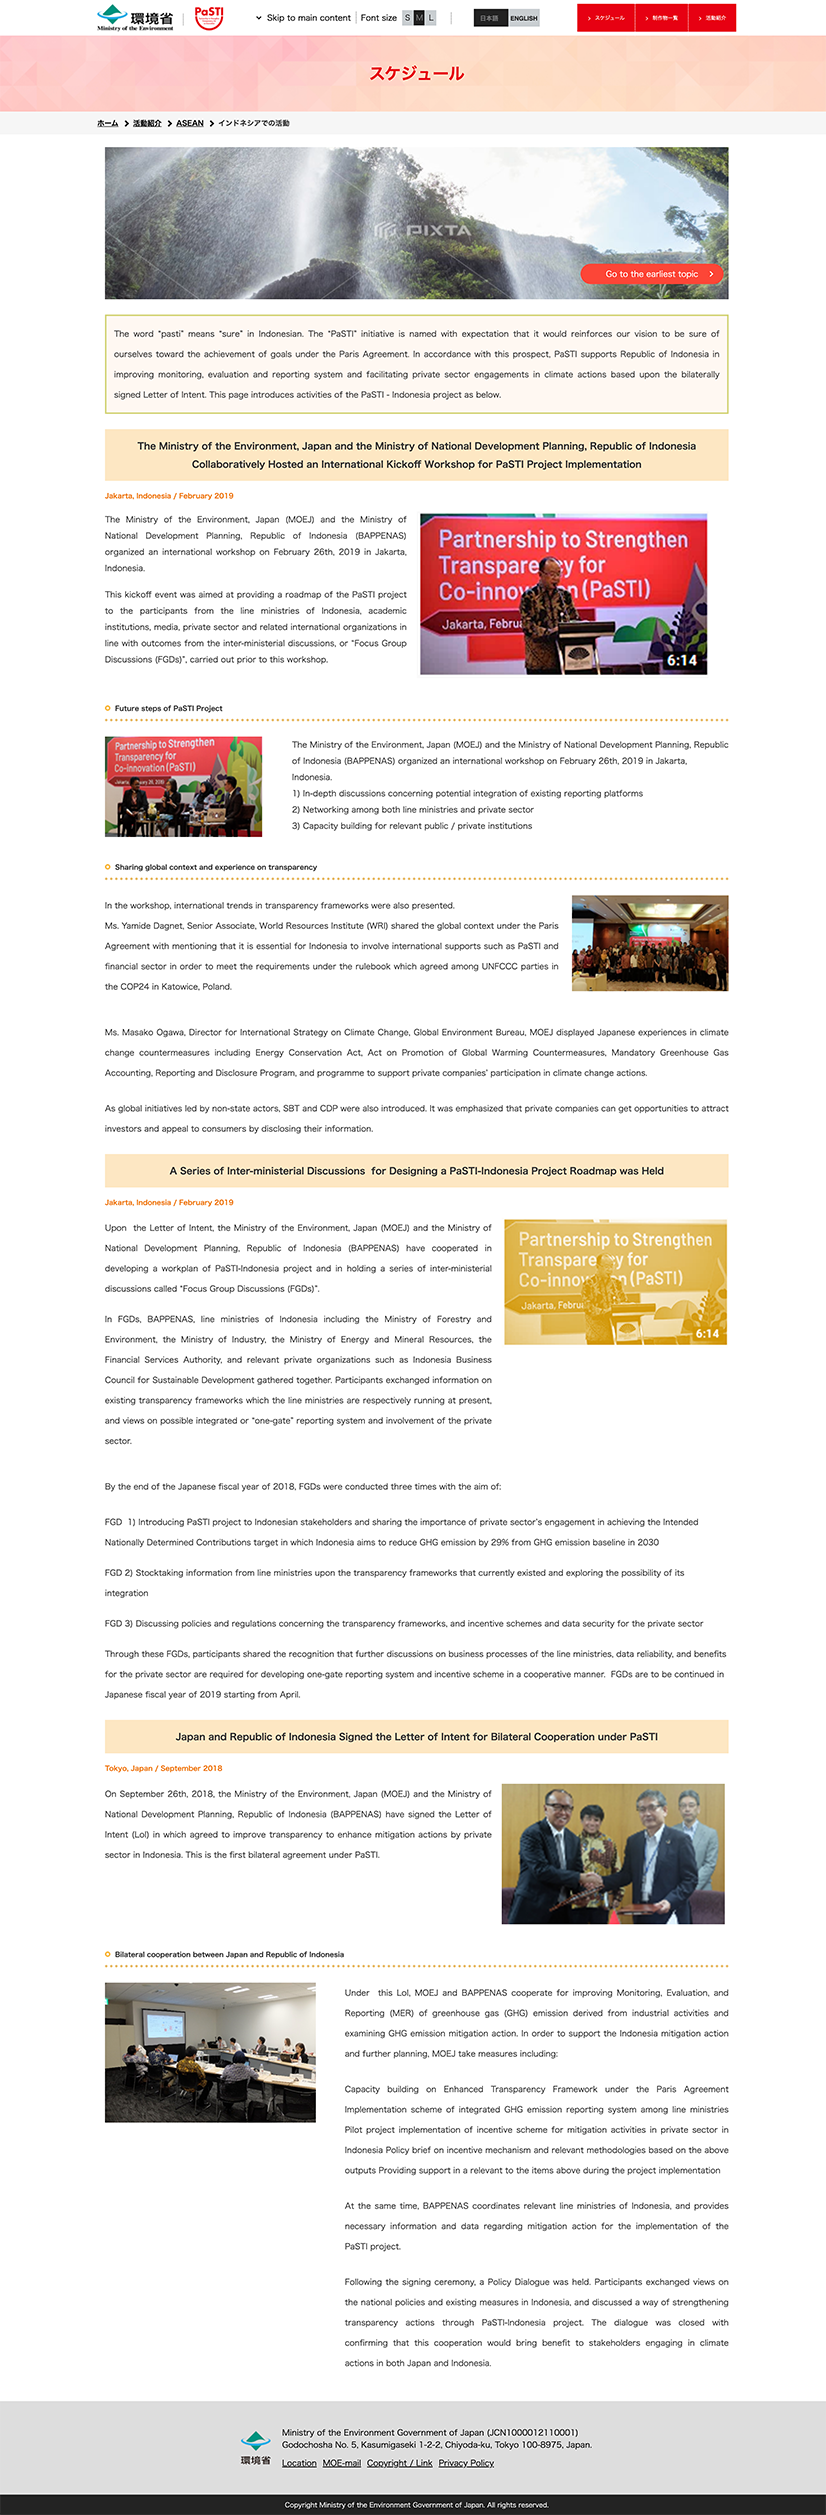 環境省
Ministry of the Environment
PaSTI
Skip to main content
Font size S M L
日本語 ENGLISH
スケジュール
制作物一覧
活動紹介
スケジュール
ホーム 活動紹介 ASEAN インドネシアでの活動
PIXTA
Go to the earliest topic
The word “pasti” means “sure” in Indonesian. The “PaSTI” initiative is named with expectation that it would reinforces our vision to be sure of
ourselves toward the achievement of goals under the Paris Agreement. In accordance with this prospect, PaSTI supports Republic of Indonesia in
improving monitoring, evaluation and reporting system and facilitating private sector engagements in climate actions based upon the bilaterally
signed Letter of Intent. This page introduces activities of the PaSTI - Indonesia project as below.
The Ministry of the Environment, Japan and the Ministry of National Development Planning, Republic of Indonesia
Collaboratively Hosted an International Kickoff Workshop for PaSTI Project Implementation
Jakarta, Indonesia / February 2019
The Ministry of the Environment, Japan (MOEJ) and the Ministry of
National Development Planning, Republic of Indonesia (BAPPENAS)
organized an international workshop on February 26th, 2019 in Jakarta,
Indonesia.
This kickoff event was aimed at providing a roadmap of the PaSTI project
to the participants from the line ministries of Indonesia, academic
institutions, media, private sector and related international organizations in
line with outcomes from the inter-ministerial discussions, or “Focus Group
Discussions (FGDs)”, carried out prior to this workshop.
Partnership to Strengthen
Transparency for
Co-innovation (PaSTI)
Jakarta, Februa
6:14
Future steps of PaSTI Project
Partnership to Strengthen
Transparency for
Co-innovation (PaSTI)
The Ministry of the Environment, Japan (MOEJ) and the Ministry of National Development Planning, Republic
of Indonesia (BAPPENAS) organized an international workshop on February 26th, 2019 in Jakarta,
Indonesia.
1) In-depth discussions concerning potential integration of existing reporting platforms
2) Networking among both line ministries and private sector
3) Capacity building for relevant public / private institutions
Sharing global context and experience on transparency
In the workshop, international trends in transparency frameworks were also presented.
Ms. Yamide Dagnet, Senior Associate, World Resources Institute (WRI) shared the global context under the Paris
Agreement with mentioning that it is essential for Indonesia to involve international supports such as PaSTI and
financial sector in order to meet the requirements under the rulebook which agreed among UNFCCC parties in
the COP24 in Katowice, Poland.
Ms. Masako Ogawa, Director for International Strategy on Climate Change, Global Environment Bureau, MOEJ displayed Japanese experiences in climate
change countermeasures including Energy Conservation Act, Act on Promotion of Global Warming Countermeasures, Mandatory Greenhouse Gas
Accounting, Reporting and Disclosure Program, and programme to support private companies’ participation in climate change actions.
As global initiatives led by non-state actors, SBT and CDP were also introduced. It was emphasized that private companies can get opportunities to attract
investors and appeal to consumers by disclosing their information.
A Series of Inter-ministerial Discussions for Designing a PaSTI-Indonesia Project Roadmap was Held
Jakarta, Indonesia / February 2019
Upon the Letter of Intent, the Ministry of the Environment, Japan (MOEJ) and the Ministry of
National Development Planning, Republic of Indonesia (BAPPENAS) have cooperated in
developing a workplan of PaSTI-Indonesia project and in holding a series of inter-ministerial
discussions called “Focus Group Discussions (FGDs)”.
In FGDs, BAPPENAS, line ministries of Indonesia including the Ministry of Forestry and
Environment, the Ministry of Industry, the Ministry of Energy and Mineral Resources, the
Financial Services Authority, and relevant private organizations such as Indonesia Business
Council for Sustainable Development gathered together. Participants exchanged information on
existing transparency frameworks which the line ministries are respectively running at present,
and views on possible integrated or “one-gate” reporting system and involvement of the private
sector.
Partnership to Strengthen
Transparency for
Co-innovation (PaSTI)
Jakarta, Februa
6:14
By the end of the Japanese fiscal year of 2018, FGDs were conducted three times with the aim of:
FGD 1) Introducing PaSTI project to Indonesian stakeholders and sharing the importance of private sector’s engagement in achieving the Intended
Nationally Determined Contributions target in which Indonesia aims to reduce GHG emission by 29% from GHG emission baseline in 2030
FGD 2) Stocktaking information from line ministries upon the transparency frameworks that currently existed and exploring the possibility of its
integration
FGD 3) Discussing policies and regulations concerning the transparency frameworks, and incentive schemes and data security for the private sector
Through these FGDs, participants shared the recognition that further discussions on business processes of the line ministries, data reliability, and benefits
for the private sector are required for developing one-gate reporting system and incentive scheme in a cooperative manner. FGDs are to be continued in
Japanese fiscal year of 2019 starting from April.
Japan and Republic of Indonesia Signed the Letter of Intent for Bilateral Cooperation under PaSTI
Tokyo, Japan / September 2018
On September 26th, 2018, the Ministry of the Environment, Japan (MOEJ) and the Ministry of
National Development Planning, Republic of Indonesia (BAPPENAS) have signed the Letter of
Intent (LoI) in which agreed to improve transparency to enhance mitigation actions by private
sector in Indonesia. This is the first bilateral agreement under PaSTI.
Bilateral cooperation between Japan and Republic of Indonesia
Under this LoI, MOEJ and BAPPENAS cooperate for improving Monitoring, Evaluation, and
Reporting (MER) of greenhouse gas (GHG) emission derived from industrial activities and
examining GHG emission mitigation action. In order to support the Indonesia mitigation action
and further planning, MOEJ take measures including:
Capacity building on Enhanced Transparency Framework under the Paris Agreement
Implementation scheme of integrated GHG emission reporting system among line ministries
Pilot project implementation of incentive scheme for mitigation activities in private sector in
Indonesia Policy brief on incentive mechanism and relevant methodologies based on the above
outputs Providing support in a relevant to the items above during the project implementation
At the same time, BAPPENAS coordinates relevant line ministries of Indonesia, and provides
necessary information and data regarding mitigation action for the implementation of the
PaSTI project.
Following the signing ceremony, a Policy Dialogue was held. Participants exchanged views on
the national policies and existing measures in Indonesia, and discussed a way of strengthening
transparency actions through PaSTI-Indonesia project. The dialogue was closed with
confirming that this cooperation would bring benefit to stakeholders engaging in climate
actions in both Japan and Indonesia.
環境省
Ministry of the Environment Government of Japan (JCN1000012110001)
Godochosha No. 5, Kasumigaseki 1-2-2, Chiyoda-ku, Tokyo 100-8975, Japan.
Location MOE-mail Copyright / Link Privacy Policy
Copyright Ministry of the Environment Government of Japan. All rights reserved.